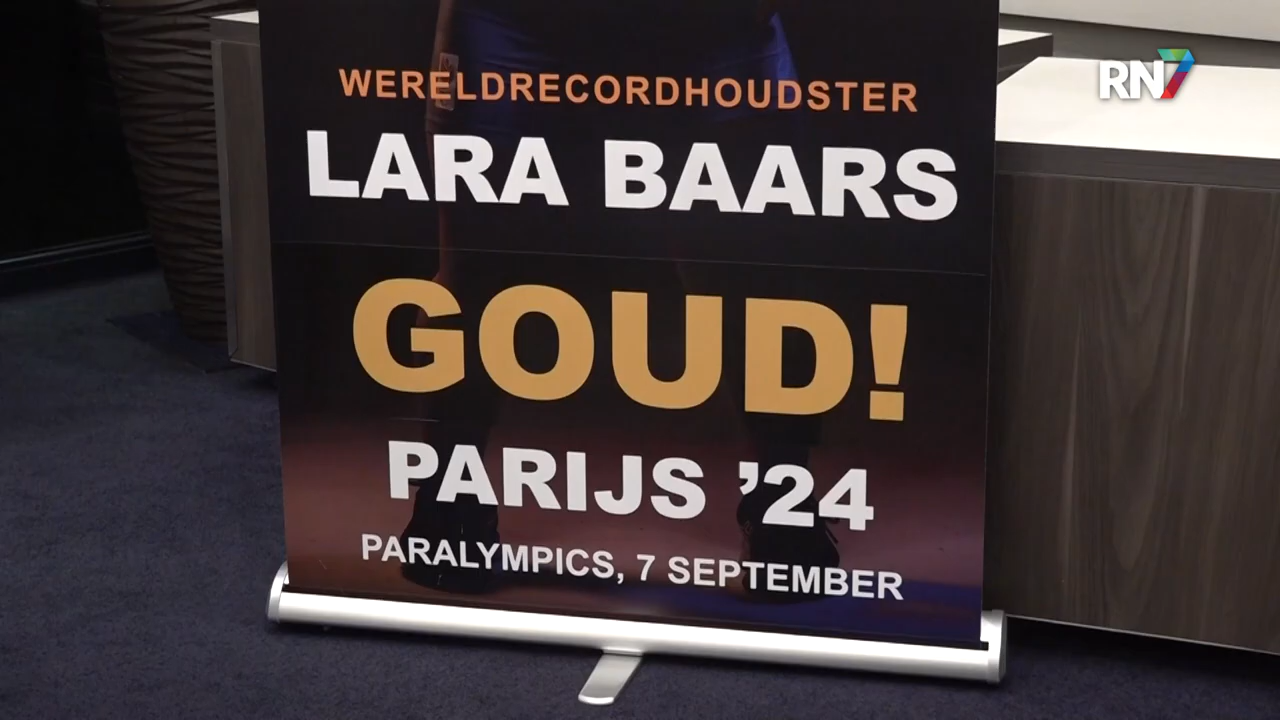 RN7
WERELDRECORDHOUDSTER
LARA BAARS
GOUD!
PARIJS '24
PARALYMPICS, 7 SEPTEMBER